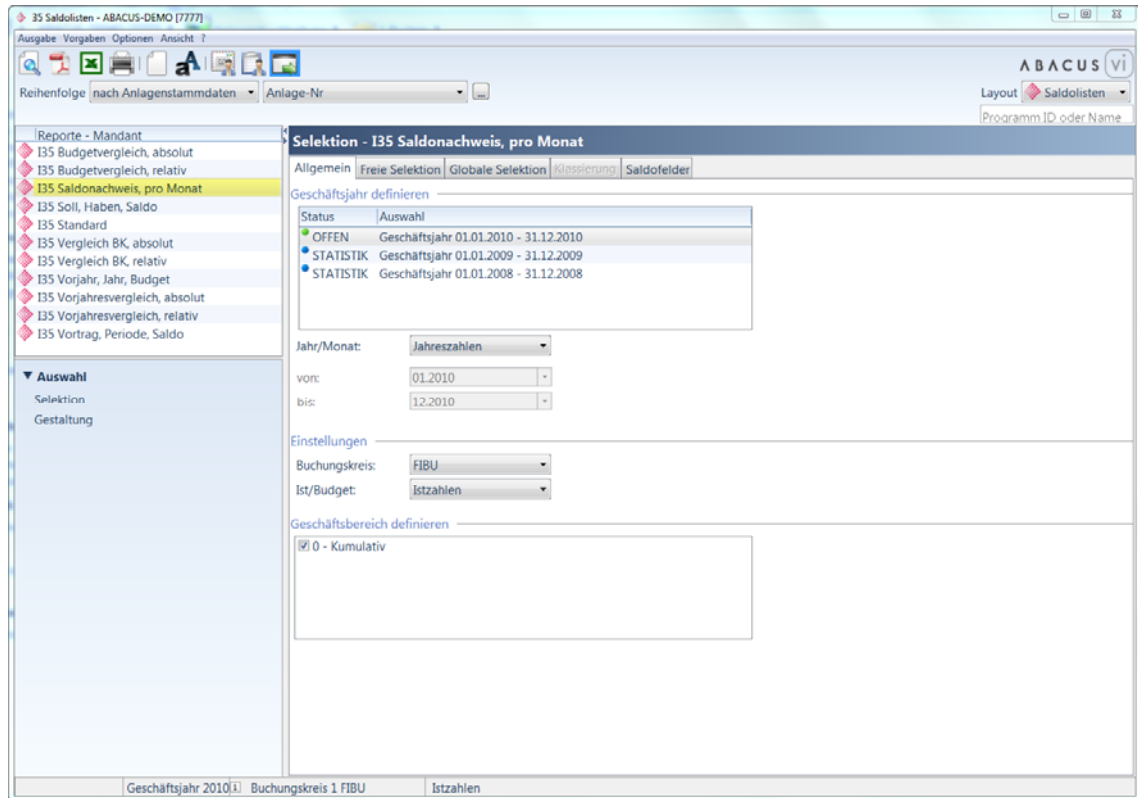 I35 Saldolisten - ABACUS-DEMO [7777]
Ausgabe Vorgaben Optionen Ansicht ?
ABACUS vi
Reihenfolge nach Anlagenstammdaten Anlage-Nr ...
Layout Saldolisten
Programm ID oder Name
Reporte - Mandant
I35 Budgetvergleich, absolut
I35 Budgetvergleich, relativ
I35 Saldonachweis, pro Monat
I35 Soll, Haben, Saldo
I35 Standard
I35 Vergleich BK, absolut
I35 Vergleich BK, relativ
I35 Vorjahr, Jahr, Budget
I35 Vorjahresvergleich, absolut
I35 Vorjahresvergleich, relativ
I35 Vortrag, Periode, Saldo
Auswahl
Selektion
Gestaltung
Selektion - I35 Saldonachweis, pro Monat
Allgemein Freie Selektion Globale Selektion Klassierung Saldofelder
Geschäftsjahr definieren
Status Auswahl
OFFEN Geschäftsjahr 01.01.2010 - 31.12.2010
STATISTIK Geschäftsjahr 01.01.2009 - 31.12.2009
STATISTIK Geschäftsjahr 01.01.2008 - 31.12.2008
Jahr/Monat: Jahreszahlen
von: 01.2010
bis: 12.2010
Einstellungen
Buchungskreis: FIBU
Ist/Budget: Istzahlen
Geschäftsbereich definieren
0 - Kumulativ
Geschäftsjahr 2010 1 Buchungskreis 1 FIBU Istzahlen